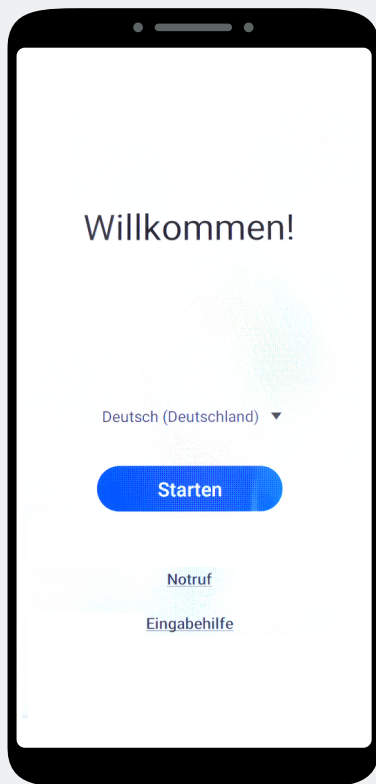 Willkommen!
Deutsch (Deutschland)
Starten
Notruf
Eingabehilfe